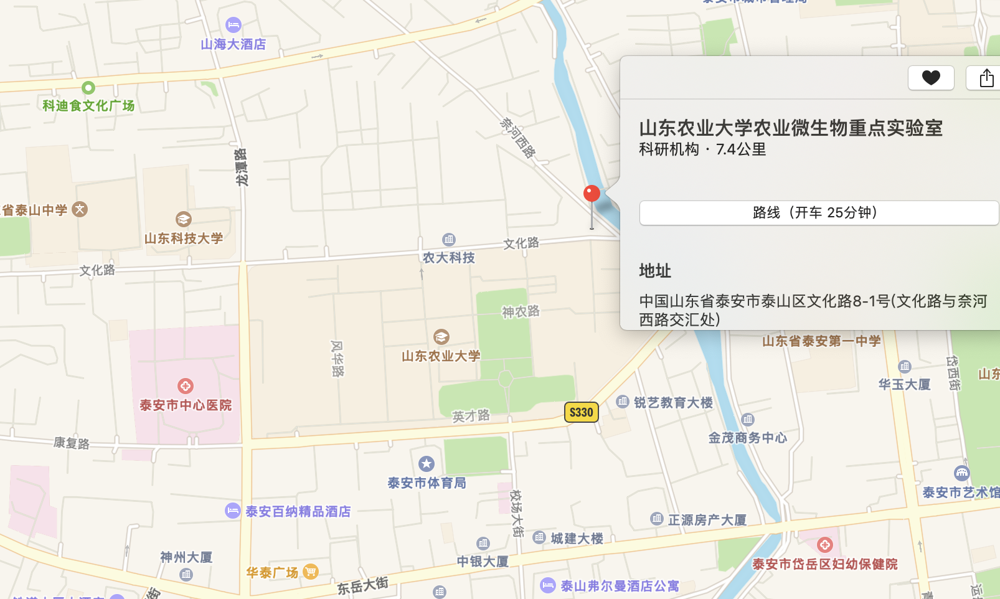 山海大酒店
科迪食文化广场
奈河西路
龙潭路
省泰山中学
山东科技大学
文化路
农大科技
文化路
山东农业大学农业微生物重点实验室
科研机构 · 7.4公里
路线（开车 25分钟）
地址
中国山东省泰安市泰山区文化路8-1号(文化路与奈河
西路交汇处)
神农路
风华路
山东农业大学
山东省泰安第一中学
岱西街
华玉大厦
山东
泰安市中心医院
英才路
S330
锐艺教育大楼
金茂商务中心
康复路
泰安市体育局
泰安市艺术馆
泰安百纳精品酒店
校场大街
正源房产大厦
城建大楼
神州大厦
中银大厦
华泰广场
泰安市岱岳区妇幼保健院
东岳大街
泰山弗尔曼酒店公寓
街